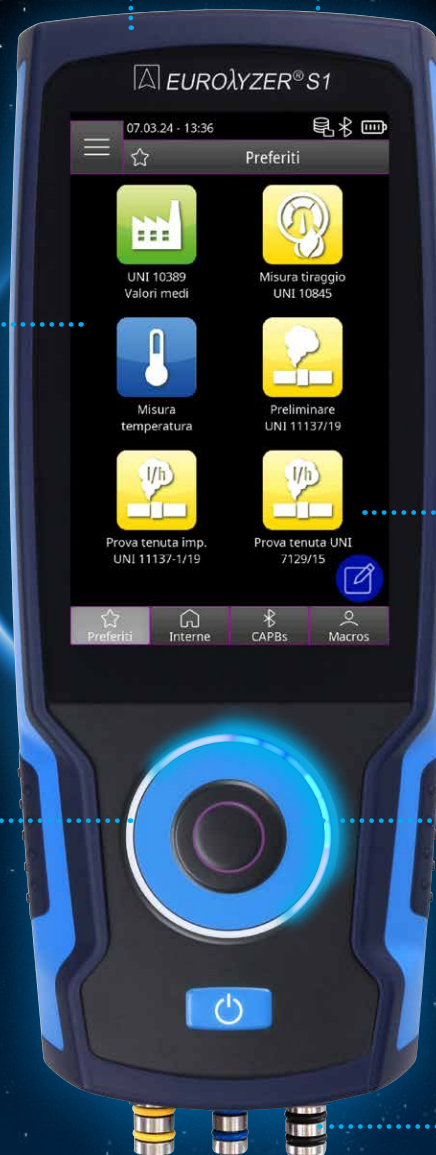 EUROλYZER® S1
07.03.24 - 13:36
Preferiti
UNI 10389
Valori medi
Misura tiraggio
UNI 10845
Misura
temperatura
Preliminare
UNI 11137/19
l/h
l/h
Prova tenuta imp.
UNI 11137-1/19
Prova tenuta UNI
7129/15
Preferiti
Interne
CAPBs
Macros